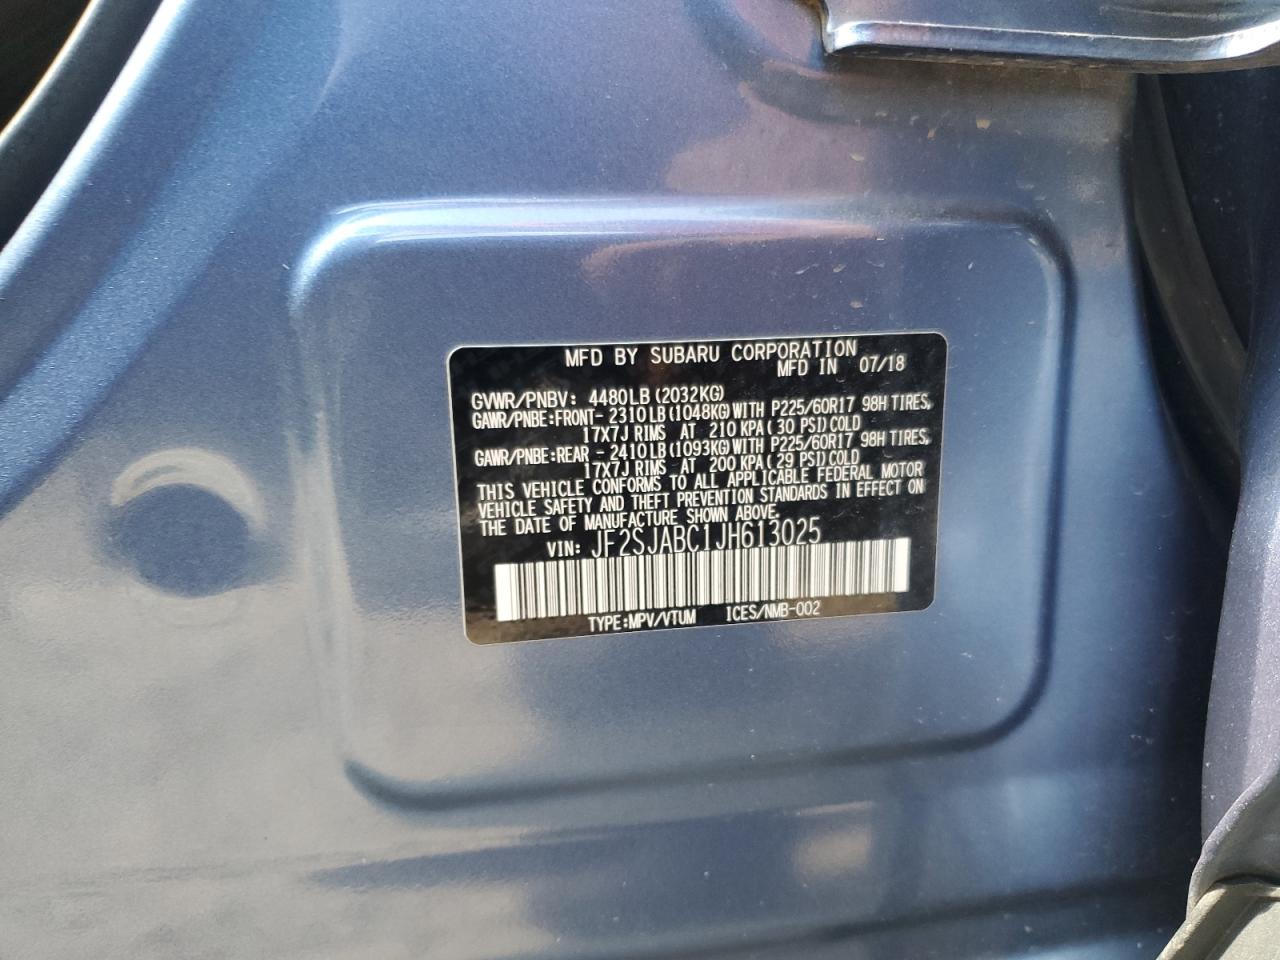 MFD BY SUBARU CORPORATION
MFD IN 07/18
GVWR/PNBV: 4480LB(2032KG)
GAWR/PNBE:FRONT- 2310LB(1048KG)WITH P225/60R17 98H TIRES,
17X7J RIMS AT 210 KPA( 30 PSI)COLD
GAWR/PNBE:REAR - 2410LB(1093KG)WITH P225/60R17 98H TIRES,
17X7J RIMS AT 200 KPA( 29 PSI)COLD
THIS VEHICLE CONFORMS TO ALL APPLICABLE FEDERAL MOTOR
VEHICLE SAFETY AND THEFT PREVENTION STANDARDS IN EFFECT ON
THE DATE OF MANUFACTURE SHOWN ABOVE.
VIN: JF2SJABC1JH613025
TYPE:MPV/VTUM ICES/NMB-002